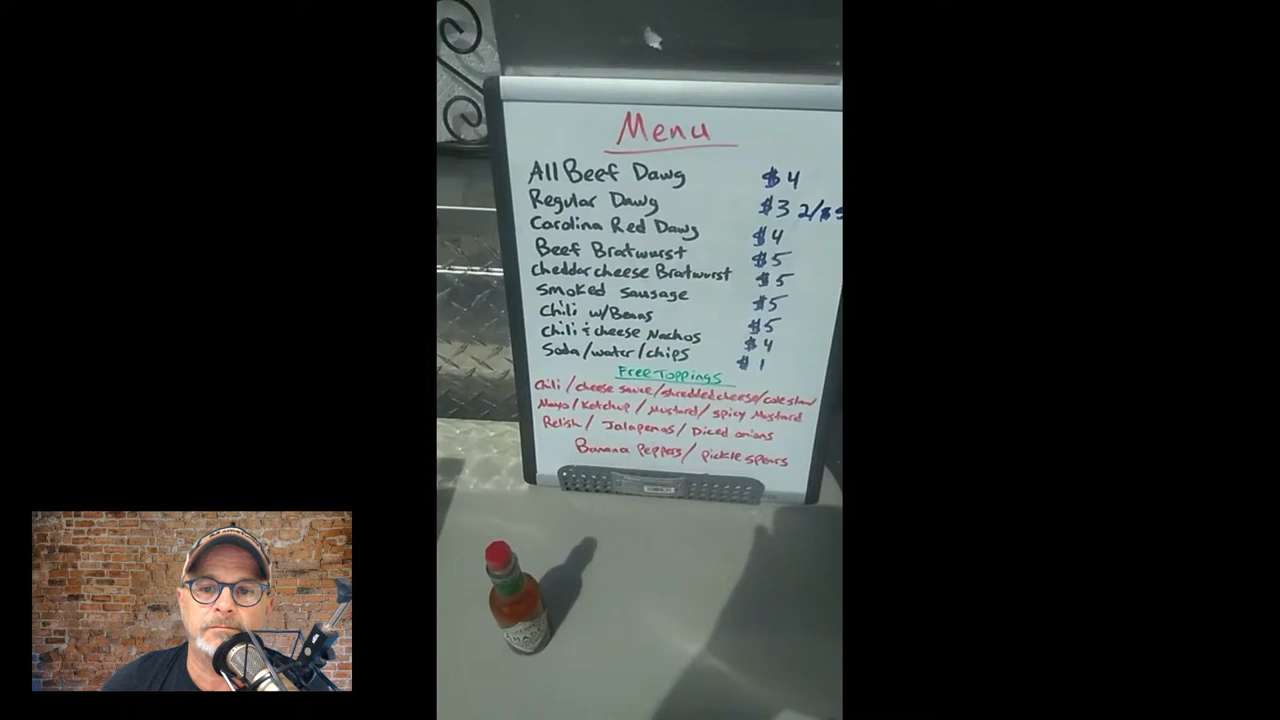 Menu
All Beef Dawg $4
Regular Dawg $3 2/$5
Carolina Red Dawg $4
Beef Bratwurst $5
Cheddar cheese Bratwurst $5
Smoked Sausage $5
Chili w/Beans $5
Chili & cheese Nachos $4
Soda/water/chips $1
Free Toppings
Chili/cheese sauce/shredded cheese/coleslaw
Mayo/Ketchup/Mustard/spicy Mustard
Relish/Jalapenos/Diced onions
Banana Peppers/pickle spears